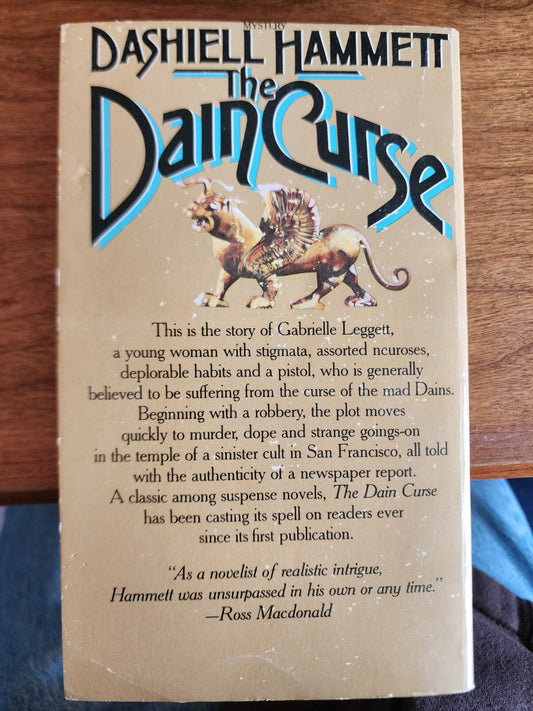 MYSTERY
DASHIELL HAMMETT
The
Dain Curse
This is the story of Gabrielle Leggett,
a young woman with stigmata, assorted neuroses,
deplorable habits and a pistol, who is generally
believed to be suffering from the curse of the mad Dains.
Beginning with a robbery, the plot moves
quickly to murder, dope and strange goings-on
in the temple of a sinister cult in San Francisco, all told
with the authenticity of a newspaper report.
A classic among suspense novels, The Dain Curse
has been casting its spell on readers ever
since its first publication.
"As a novelist of realistic intrigue,
Hammett was unsurpassed in his own or any time."
—Ross Macdonald